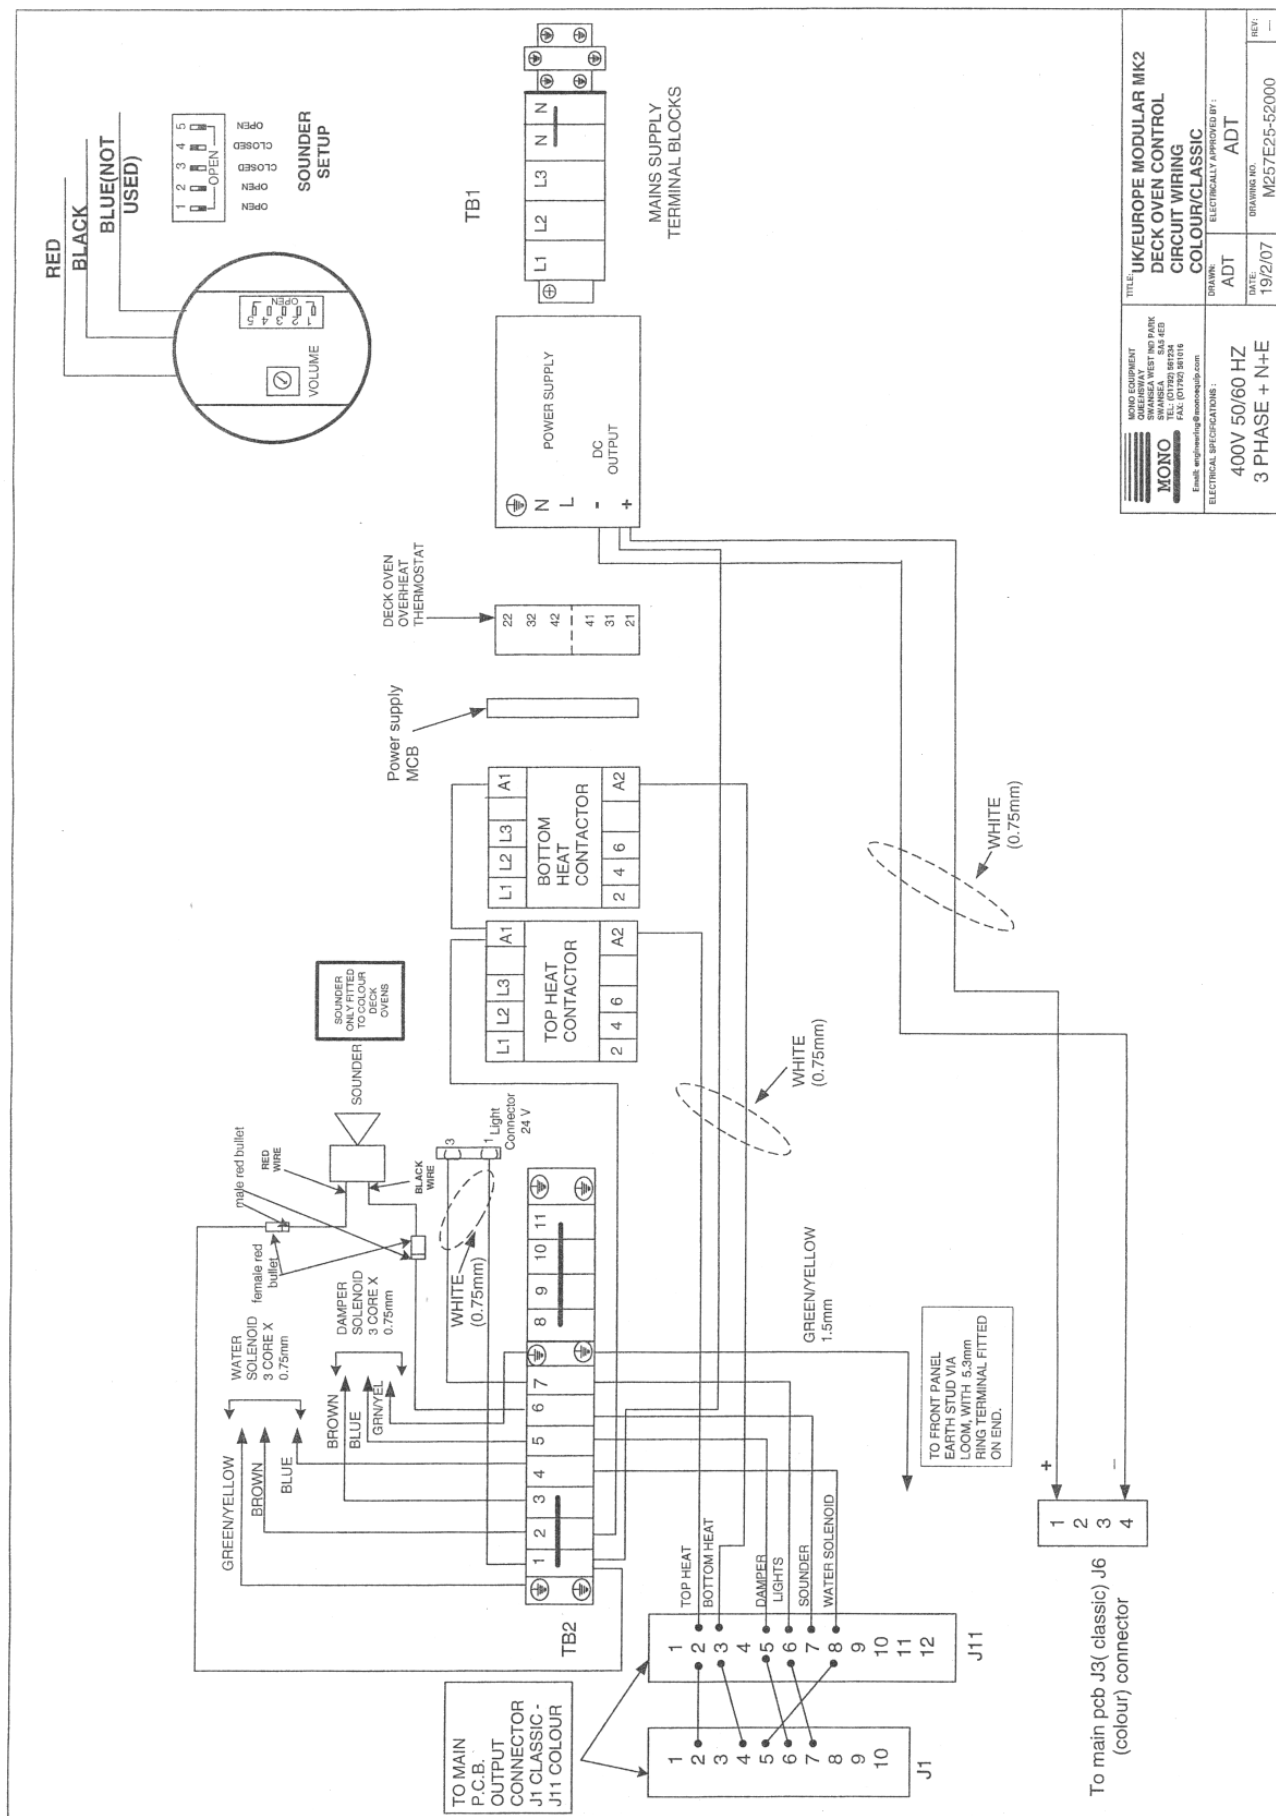 RED
BLACK
BLUE(NOT
USED)
VOLUME
OPEN
1 2 3 4 5
1 2 3 4 5
OPEN
OPEN
OPEN
CLOSED
CLOSED
OPEN
SOUNDER
SETUP
TB1
L1 L2 L3 N N
MAINS SUPPLY
TERMINAL BLOCKS
POWER SUPPLY
N
L
-
+
DC
OUTPUT
DECK OVEN
OVERHEAT
THERMOSTAT
22 32 42 41 31 21
Power supply
MCB
L1 L2 L3 A1
BOTTOM
HEAT
CONTACTOR
2 4 6 A2
L1 L2 L3 A1
TOP HEAT
CONTACTOR
2 4 6 A2
SOUNDER
ONLY FITTED
TO COLOUR
DECK
OVENS
SOUNDER
male red bullet
RED
WIRE
BLACK
WIRE
female red
bullet
3
1
Light
Connector
24 V
WHITE
(0.75mm)
WATER
SOLENOID
3 CORE X
0.75mm
DAMPER
SOLENOID
3 CORE X
0.75mm
GREEN/YELLOW
BROWN
BLUE
BROWN
BLUE
GRN/YEL
TB2
1 2 3 4 5 6 7 8 9 10 11
WHITE
(0.75mm)
WHITE
(0.75mm)
GREEN/YELLOW
1.5mm
TO FRONT PANEL
EARTH STUD VIA
LOOM, WITH 5.3mm
RING TERMINAL FITTED
ON END.
TOP HEAT
BOTTOM HEAT
DAMPER
LIGHTS
SOUNDER
WATER SOLENOID
1 2 3 4 5 6 7 8 9 10 11 12
J11
1 2 3 4 5 6 7 8 9 10
J1
TO MAIN
P.C.B.
OUTPUT
CONNECTOR
J1 CLASSIC -
J11 COLOUR
+
-
1 2 3 4
To main pcb J3( classic) J6
(colour) connector
MONO
MONO EQUIPMENT
QUEENSWAY
SWANSEA WEST IND PARK
SWANSEA SA5 4EB
TEL: (O1792) 561234
FAX: (O1792) 561016
Email: engineering@monoequip.com
ELECTRICAL SPECIFICATIONS :
400V 50/60 HZ
3 PHASE + N+E
TITLE:
UK/EUROPE MODULAR MK2
DECK OVEN CONTROL
CIRCUIT WIRING
COLOUR/CLASSIC
DRAWN:
ADT
ELECTRICALLY APPROVED BY :
ADT
DATE:
19/2/07
DRAWING NO.
M257E25-52000
REV:
—